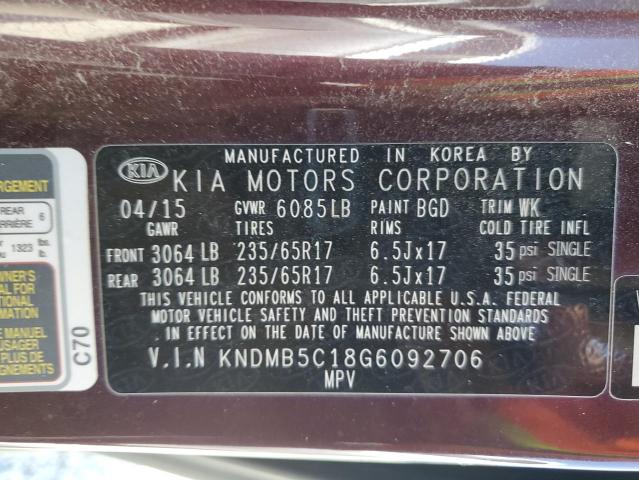 MANUFACTURED IN KOREA BY
KIA KIA MOTORS CORPORATION
04/15 GVWR 6085LB PAINT BGD TRIM WK
GAWR TIRES RIMS COLD TIRE INFL
FRONT 3064 LB 235/65R17 6.5Jx17 35 psi SINGLE
REAR 3064 LB 235/65R17 6.5Jx17 35 psi SINGLE
THIS VEHICLE CONFORMS TO ALL APPLICABLE U.S.A. FEDERAL
MOTOR VEHICLE SAFETY AND THEFT PREVENTION STANDARDS
. IN EFFECT ON THE DATE OF MANUFACTURE SHOWN ABOVE.
V.I.N KNDMB5C18G6092706
MPV
C70
REAR
6
1323 lbs.